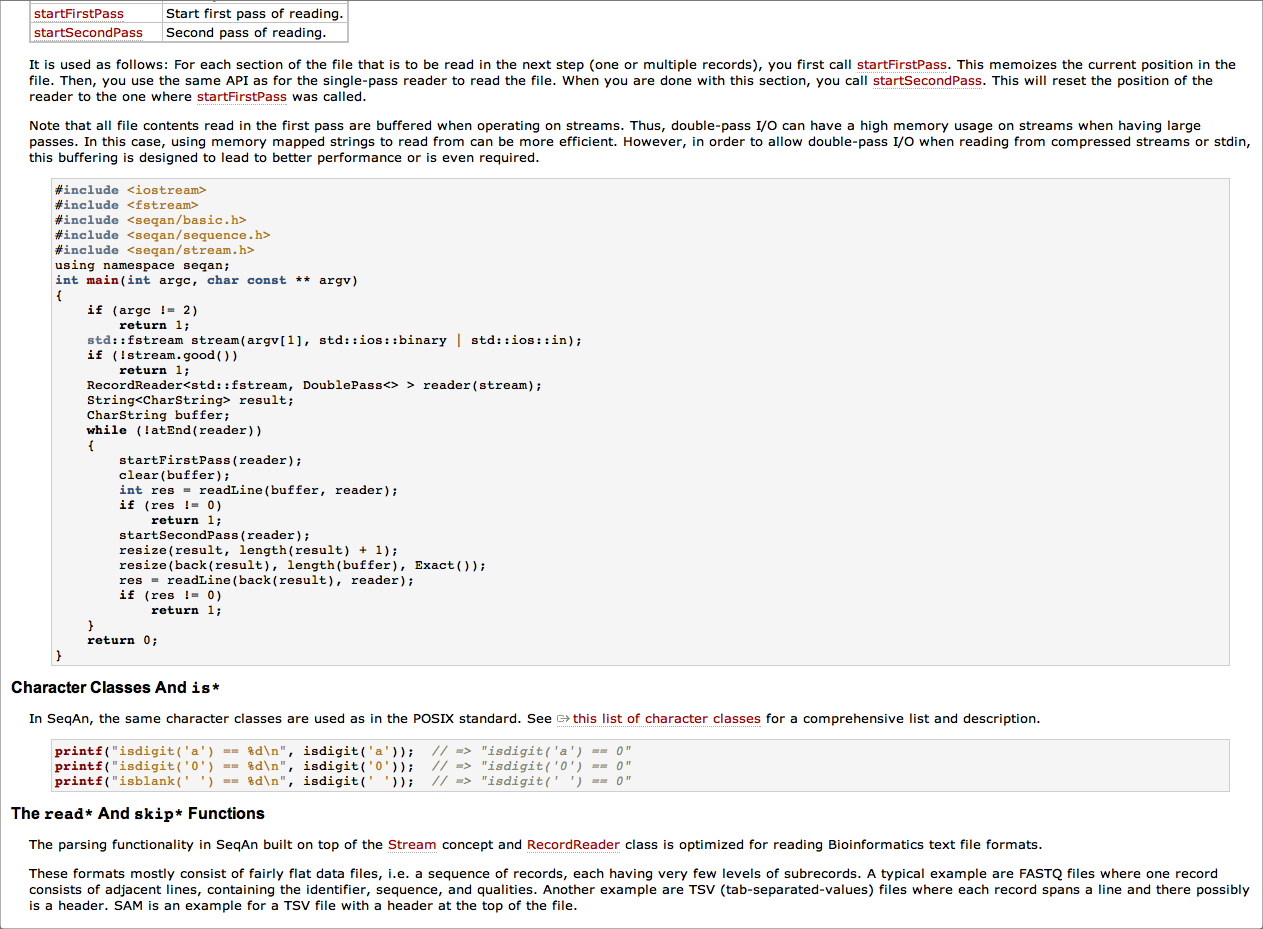 startFirstPass Start first pass of reading.
startSecondPass Second pass of reading.
It is used as follows: For each section of the file that is to be read in the next step (one or multiple records), you first call startFirstPass. This memoizes the current position in the
file. Then, you use the same API as for the single-pass reader to read the file. When you are done with this section, you call startSecondPass. This will reset the position of the
reader to the one where startFirstPass was called.
Note that all file contents read in the first pass are buffered when operating on streams. Thus, double-pass I/O can have a high memory usage on streams when having large
passes. In this case, using memory mapped strings to read from can be more efficient. However, in order to allow double-pass I/O when reading from compressed streams or stdin,
this buffering is designed to lead to better performance or is even required.
#include <iostream>
#include <fstream>
#include <seqan/basic.h>
#include <seqan/sequence.h>
#include <seqan/stream.h>
using namespace seqan;
int main(int argc, char const ** argv)
{
    if (argc != 2)
        return 1;
    std::fstream stream(argv[1], std::ios::binary | std::ios::in);
    if (!stream.good())
        return 1;
    RecordReader<std::fstream, DoublePass<> > reader(stream);
    String<CharString> result;
    CharString buffer;
    while (!atEnd(reader))
    {
        startFirstPass(reader);
        clear(buffer);
        int res = readLine(buffer, reader);
        if (res != 0)
            return 1;
        startSecondPass(reader);
        resize(result, length(result) + 1);
        resize(back(result), length(buffer), Exact());
        res = readLine(back(result), reader);
        if (res != 0)
            return 1;
    }
    return 0;
}
Character Classes And is*
In SeqAn, the same character classes are used as in the POSIX standard. See this list of character classes for a comprehensive list and description.
printf("isdigit('a') == %d\n", isdigit('a'));  // => "isdigit('a') == 0"
printf("isdigit('0') == %d\n", isdigit('0'));  // => "isdigit('a') == 0"
printf("isblank(' ') == %d\n", isdigit(' '));  // => "isdigit(' ') == 0"
The read* And skip* Functions
The parsing functionality in SeqAn built on top of the Stream concept and RecordReader class is optimized for reading Bioinformatics text file formats.
These formats mostly consist of fairly flat data files, i.e. a sequence of records, each having very few levels of subrecords. A typical example are FASTQ files where one record
consists of adjacent lines, containing the identifier, sequence, and qualities. Another example are TSV (tab-separated-values) files where each record spans a line and there possibly
is a header. SAM is an example for a TSV file with a header at the top of the file.